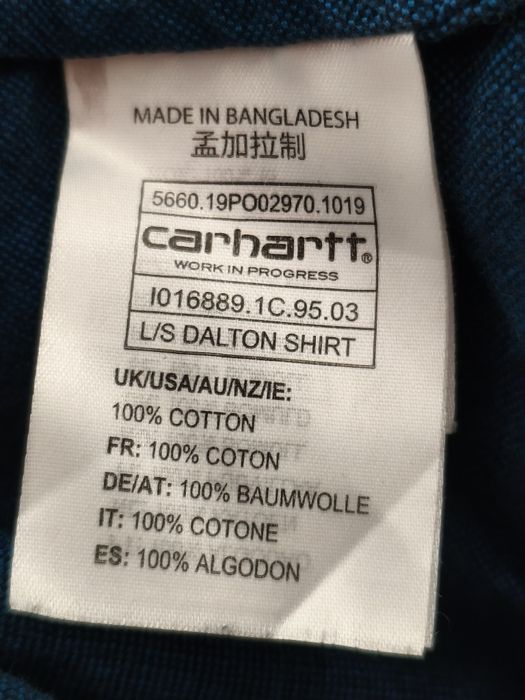 MADE IN BANGLADESH
孟加拉制
5660.19PO02970.1019
carhartt®
WORK IN PROGRESS
I016889.1C.95.03
L/S DALTON SHIRT
UK/USA/AU/NZ/IE:
100% COTTON
FR: 100% COTON
DE/AT: 100% BAUMWOLLE
IT: 100% COTONE
ES: 100% ALGODON